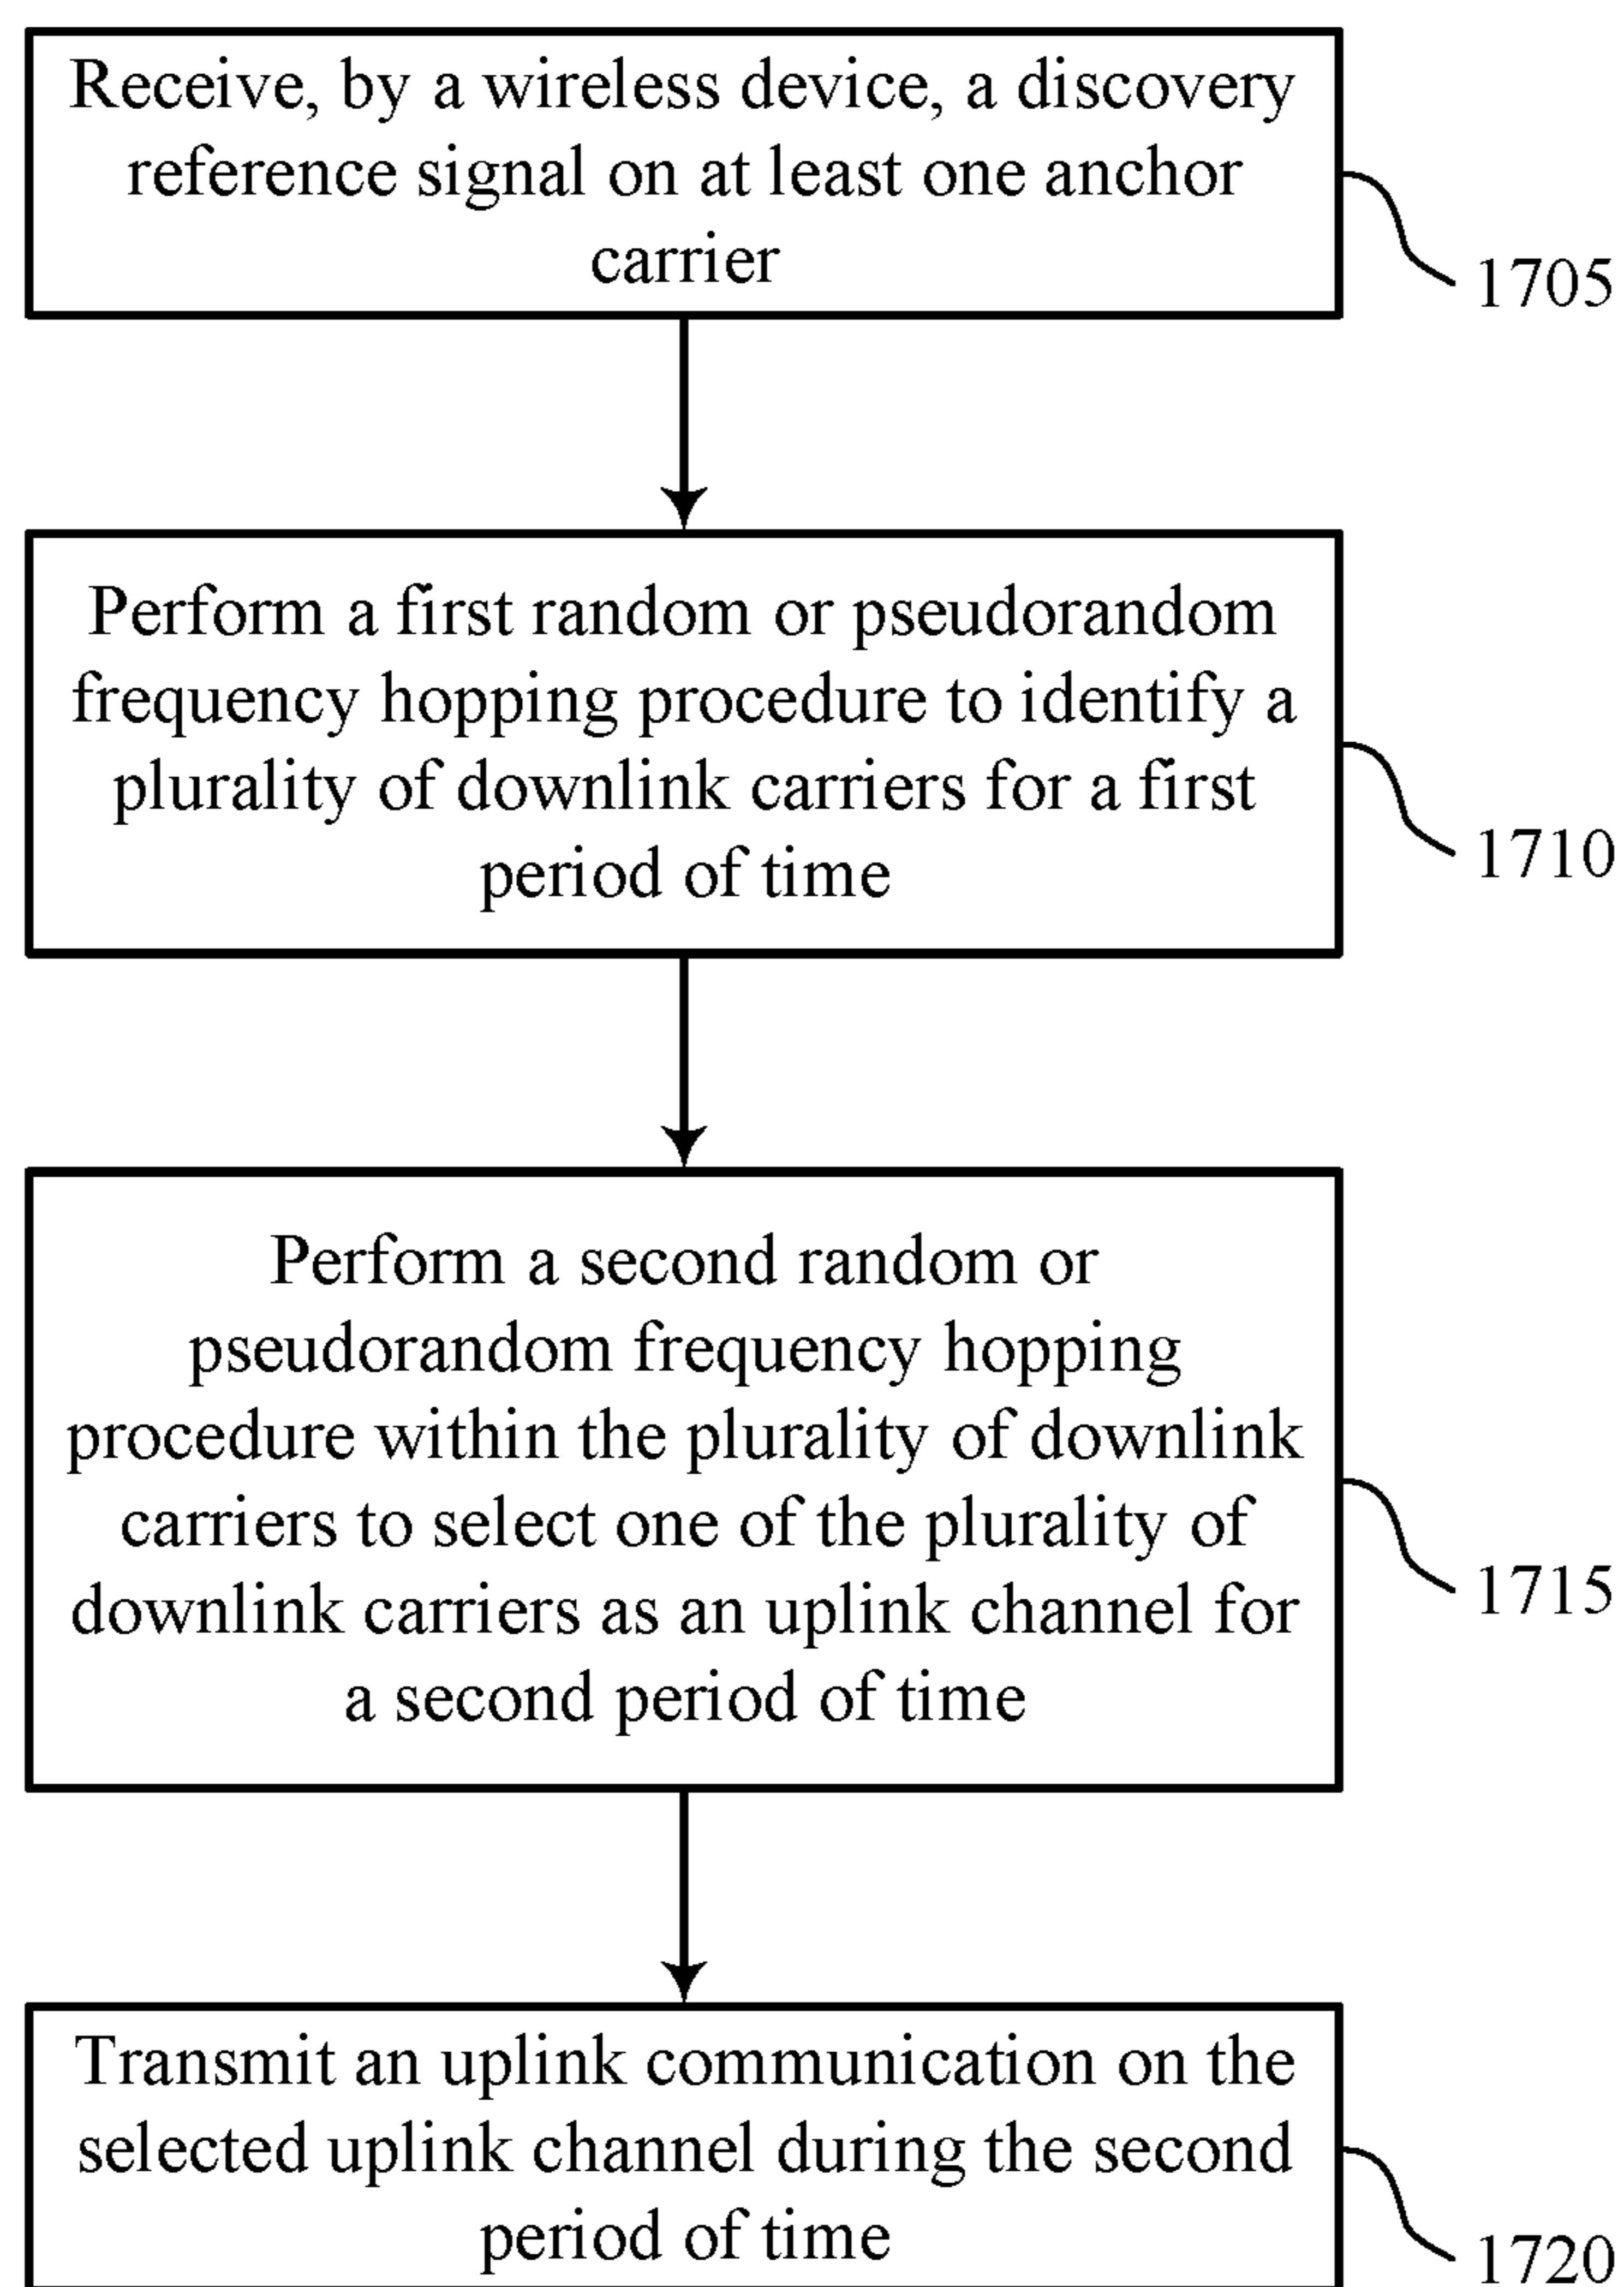 Receive, by a wireless device, a discovery
reference signal on at least one anchor
carrier
1705
Perform a first random or pseudorandom
frequency hopping procedure to identify a
plurality of downlink carriers for a first
period of time
1710
Perform a second random or
pseudorandom frequency hopping
procedure within the plurality of downlink
carriers to select one of the plurality of
downlink carriers as an uplink channel for
a second period of time
1715
Transmit an uplink communication on the
selected uplink channel during the second
period of time
1720